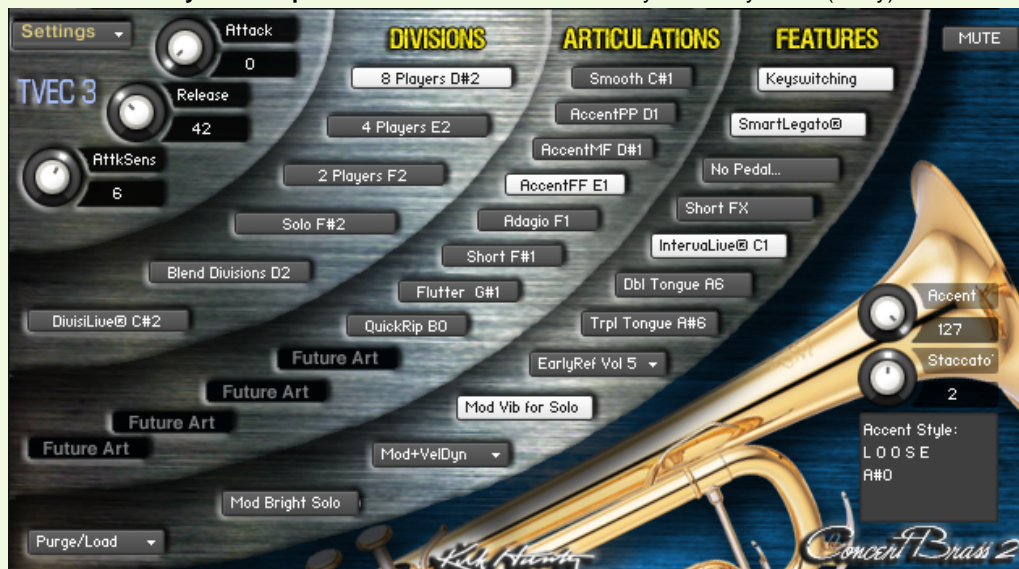 Settings
Attack
0
TVEC 3
Release
42
AttkSens
6
DIVISIONS
8 Players D#2
4 Players E2
2 Players F2
Solo F#2
Blend Divisions D2
DivisiLive® C#2
ARTICULATIONS
Smooth C#1
AccentPP D1
AccentMF D#1
AccentFF E1
Adagio F1
Short F#1
Flutter G#1
QuickRip B0
Future Art
Future Art
Future Art
Future Art
FEATURES
Keyswitching
SmartLegato®
No Pedal...
Short FX
IntervaLive® C1
Dbl Tongue A6
Trpl Tongue A#6
EarlyRef Vol 5
Mod Vib for Solo
Mod+VelDyn
Mod Bright Solo
Purge/Load
MUTE
Accent
127
Staccato
2
Accent Style:
L O O S E
A#0
Kirk Hunter
Concert Brass 2